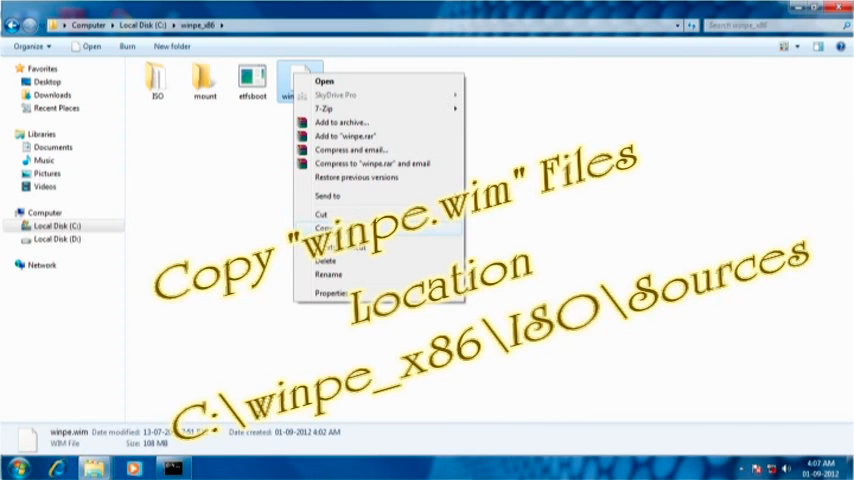 Computer ▸ Local Disk (C:) ▸ winpe_x86 ▸
Search winpe_x86
Organize ▾ Open Burn New folder
Favorites
Desktop
Downloads
Recent Places
Libraries
Documents
Music
Pictures
Videos
Computer
Local Disk (C:)
Local Disk (D:)
Network
ISO
mount
etfsboot
Open
SkyDrive Pro
7-Zip
Add to archive...
Add to "winpe.rar"
Compress and email...
Compress to "winpe.rar" and email
Restore previous versions
Send to
Cut
Delete
Rename
Properties
Copy "winpe.wim" Files
Location
C:\winpe_x86\ISO\Sources
winpe.wim Date modified: Date created: 01-09-2012 4:02 AM
WIM File Size: 108 MB
4:07 AM
01-09-2012